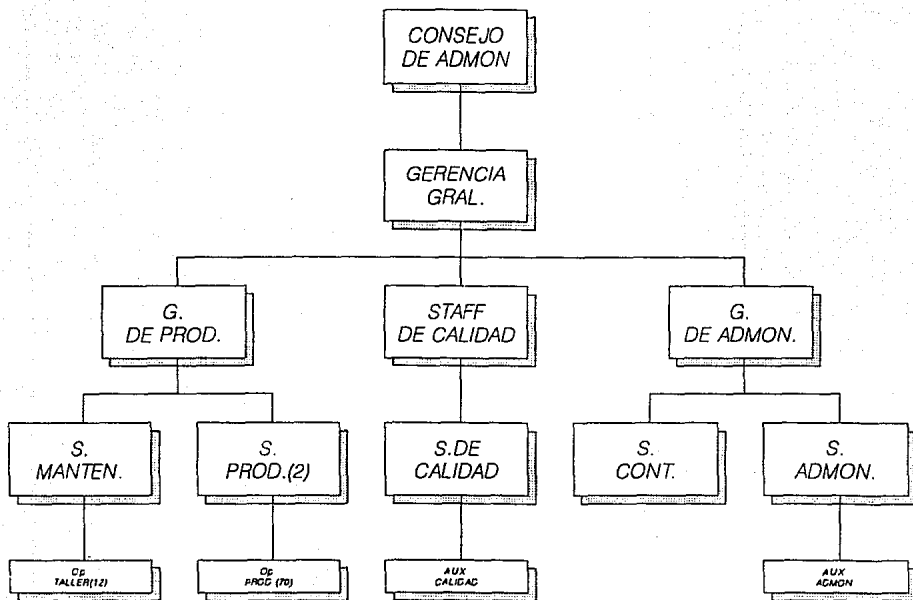 CONSEJO
DE ADMON
GERENCIA
GRAL.
G.
DE PROD.
STAFF
DE CALIDAD
G.
DE ADMON.
S.
MANTEN.
S.
PROD.(2)
S.DE
CALIDAD
S.
CONT.
S.
ADMON.
Op
TALLER(12)
Op
PROD (70)
AUX
CALIDAD
AUX
ADMON